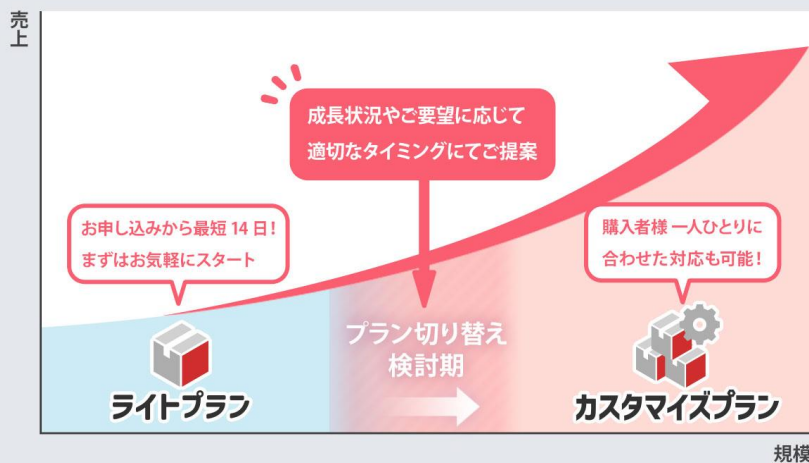 売上
成長状況やご要望に応じて
適切なタイミングにてご提案
お申し込みから最短14日！
まずはお気軽にスタート
購入者様一人ひとりに
合わせた対応も可能！
プラン切り替え
検討期
ライトプラン
カスタマイズプラン
規模